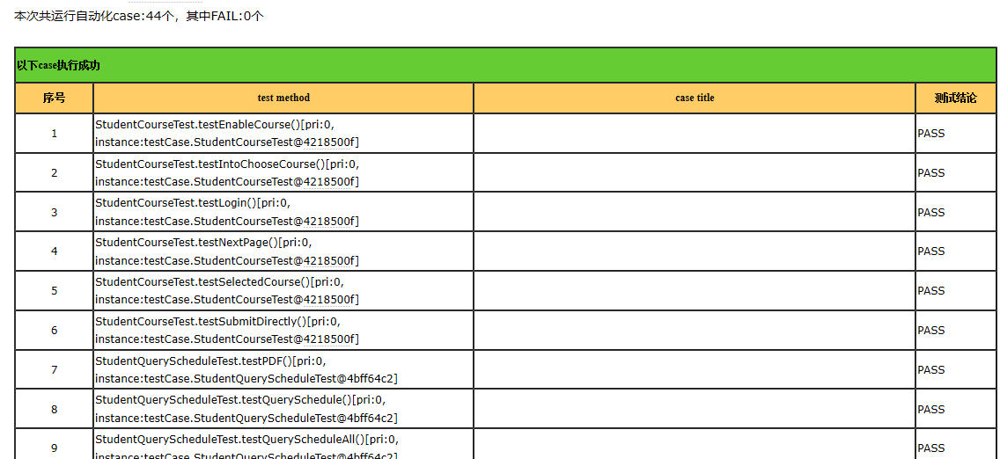 本次共运行自动化case:44个，其中FAIL:0个
以下case执行成功
序号 test method case title 测试结论
1 StudentCourseTest.testEnableCourse()[pri:0, PASS
instance:testCase.StudentCourseTest@4218500f]
2 StudentCourseTest.testIntoChooseCourse()[pri:0, PASS
instance:testCase.StudentCourseTest@4218500f]
3 StudentCourseTest.testLogin()[pri:0, PASS
instance:testCase.StudentCourseTest@4218500f]
4 StudentCourseTest.testNextPage()[pri:0, PASS
instance:testCase.StudentCourseTest@4218500f]
5 StudentCourseTest.testSelectedCourse()[pri:0, PASS
instance:testCase.StudentCourseTest@4218500f]
6 StudentCourseTest.testSubmitDirectly()[pri:0, PASS
instance:testCase.StudentCourseTest@4218500f]
7 StudentQueryScheduleTest.testPDF()[pri:0, PASS
instance:testCase.StudentQueryScheduleTest@4bff64c2]
8 StudentQueryScheduleTest.testQuerySchedule()[pri:0, PASS
instance:testCase.StudentQueryScheduleTest@4bff64c2]
9 StudentQueryScheduleTest.testQueryScheduleAll()[pri:0, PASS
instance:testCase.StudentQueryScheduleTest@4bff64c2]